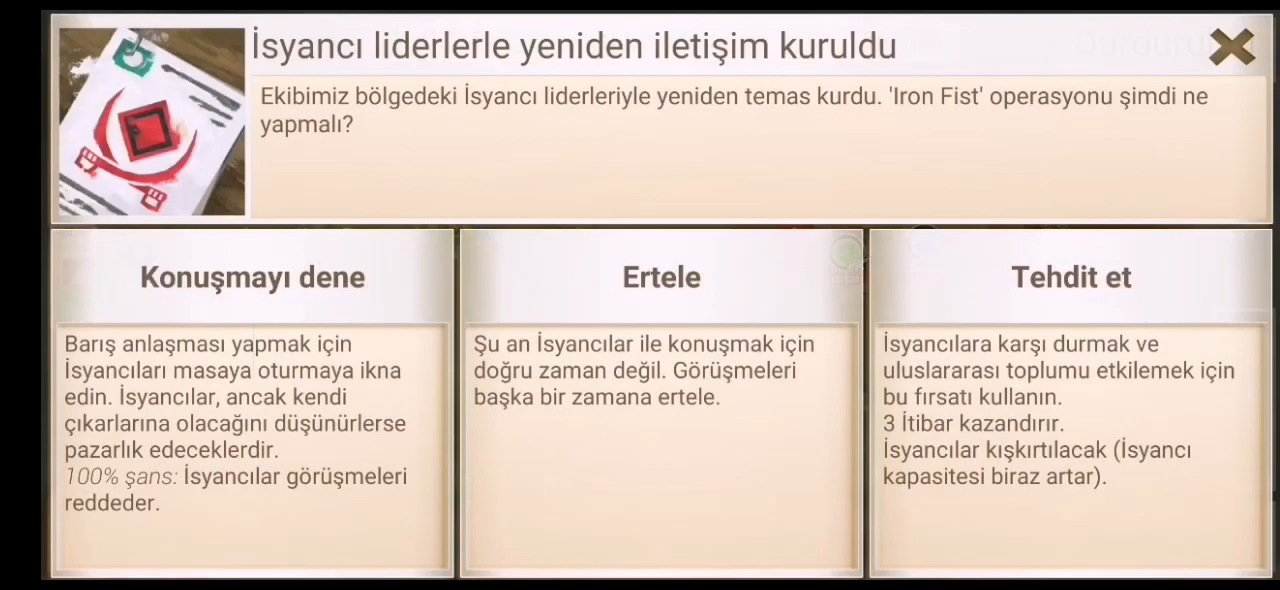 İsyancı liderlerle yeniden iletişim kuruldu
Ekibimiz bölgedeki İsyancı liderleriyle yeniden temas kurdu. 'Iron Fist' operasyonu şimdi ne
yapmalı?
Konuşmayı dene
Barış anlaşması yapmak için
İsyancıları masaya oturmaya ikna
edin. İsyancılar, ancak kendi
çıkarlarına olacağını düşünürlerse
pazarlık edeceklerdir.
100% şans: İsyancılar görüşmeleri
reddeder.
Ertele
Şu an İsyancılar ile konuşmak için
doğru zaman değil. Görüşmeleri
başka bir zamana ertele.
Tehdit et
İsyancılara karşı durmak ve
uluslararası toplumu etkilemek için
bu fırsatı kullanın.
3 İtibar kazandırır.
İsyancılar kışkırtılacak (İsyancı
kapasitesi biraz artar).